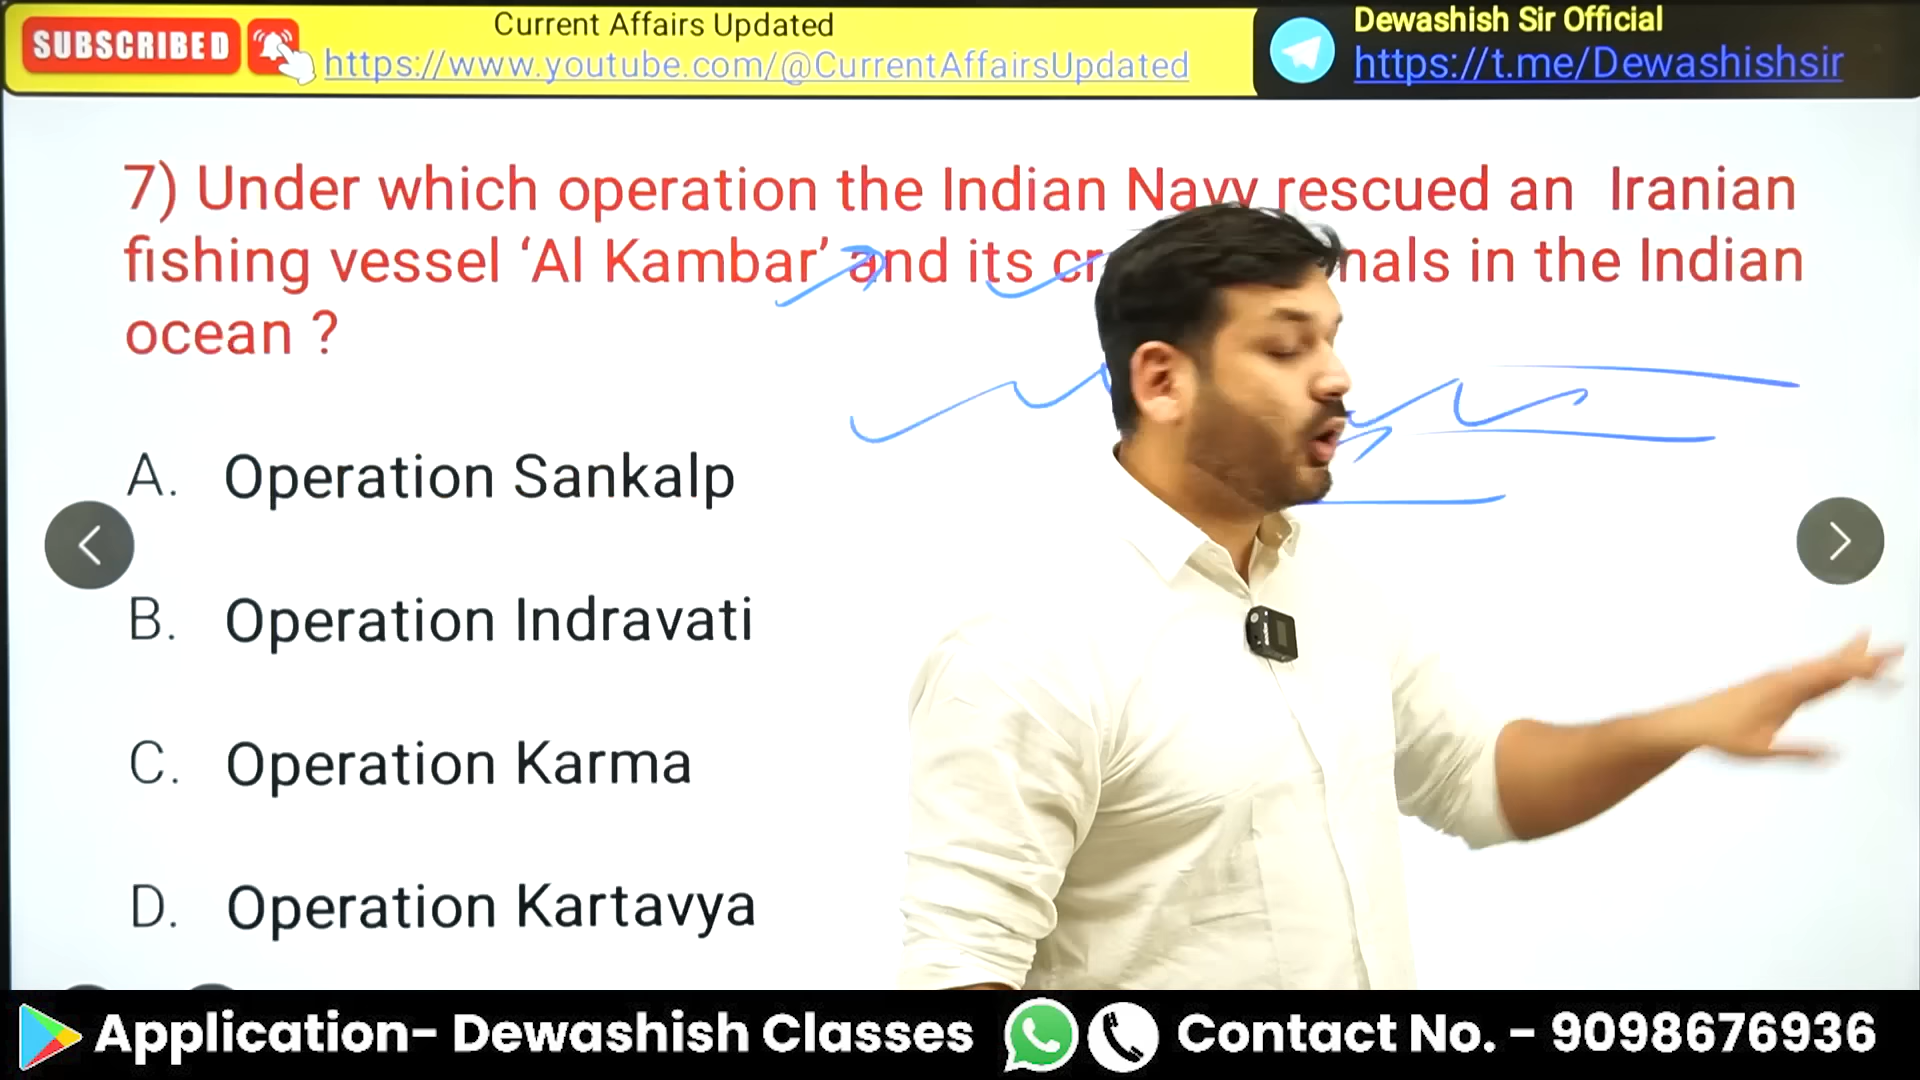 SUBSCRIBED
Current Affairs Updated
https://www.youtube.com/@CurrentAffairsUpdated
Dewashish Sir Official
https://t.me/Dewashishsir
7) Under which operation the Indian Navy rescued an Iranian
fishing vessel ‘Al Kambar’ and its in the Indian
ocean ?
A. Operation Sankalp
B. Operation Indravati
C. Operation Karma
D. Operation Kartavya
Application- Dewashish Classes
Contact No. - 9098676936